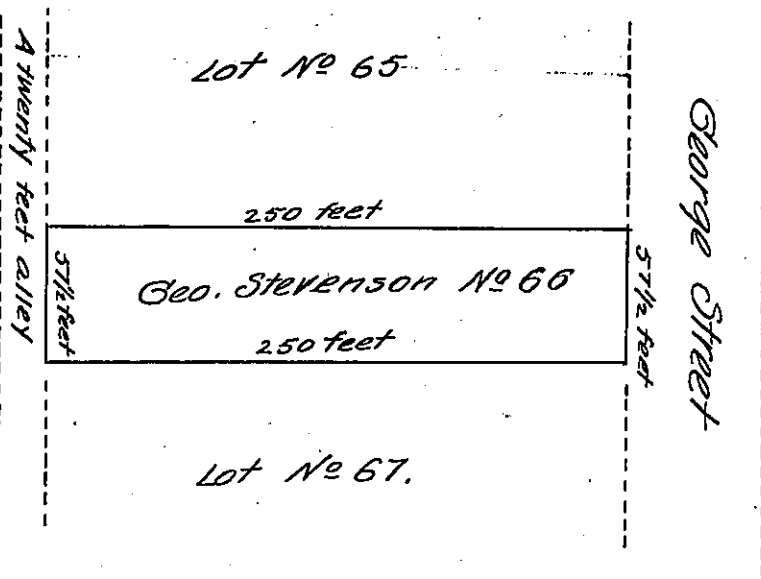 Lot Nº 65
A twenty feet alley
George Street
250 feet
57½ feet
Geo. Stevenson Nº 66
57½ feet
250 feet
Lot Nº 67.